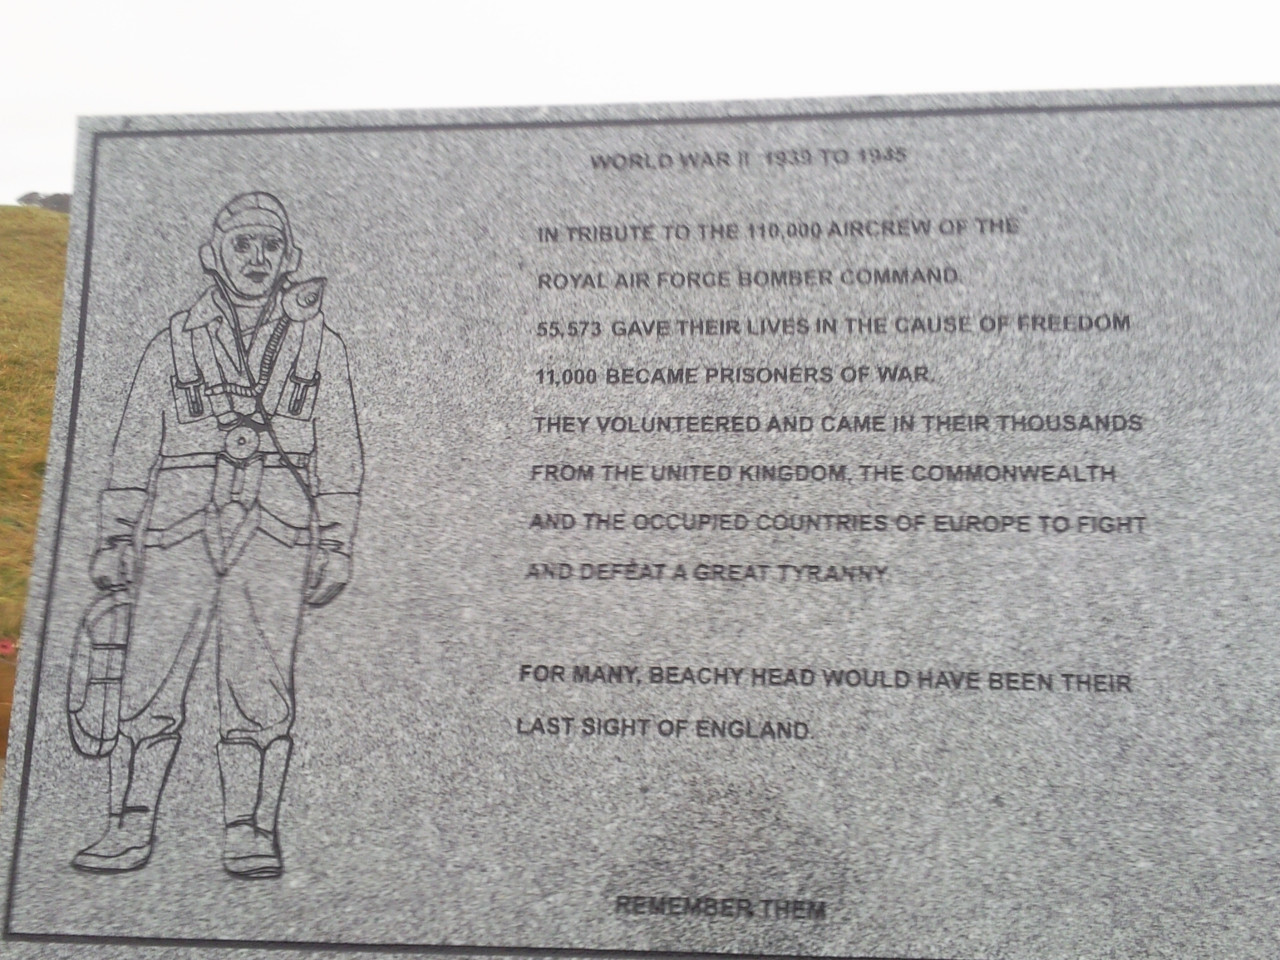 WORLD WAR II 1939 TO 1945
IN TRIBUTE TO THE 110,000 AIRCREW OF THE
ROYAL AIR FORCE BOMBER COMMAND.
55,573 GAVE THEIR LIVES IN THE CAUSE OF FREEDOM
11,000 BECAME PRISONERS OF WAR.
THEY VOLUNTEERED AND CAME IN THEIR THOUSANDS
FROM THE UNITED KINGDOM, THE COMMONWEALTH
AND THE OCCUPIED COUNTRIES OF EUROPE TO FIGHT
AND DEFEAT A GREAT TYRANNY.
FOR MANY, BEACHY HEAD WOULD HAVE BEEN THEIR
LAST SIGHT OF ENGLAND.
REMEMBER THEM